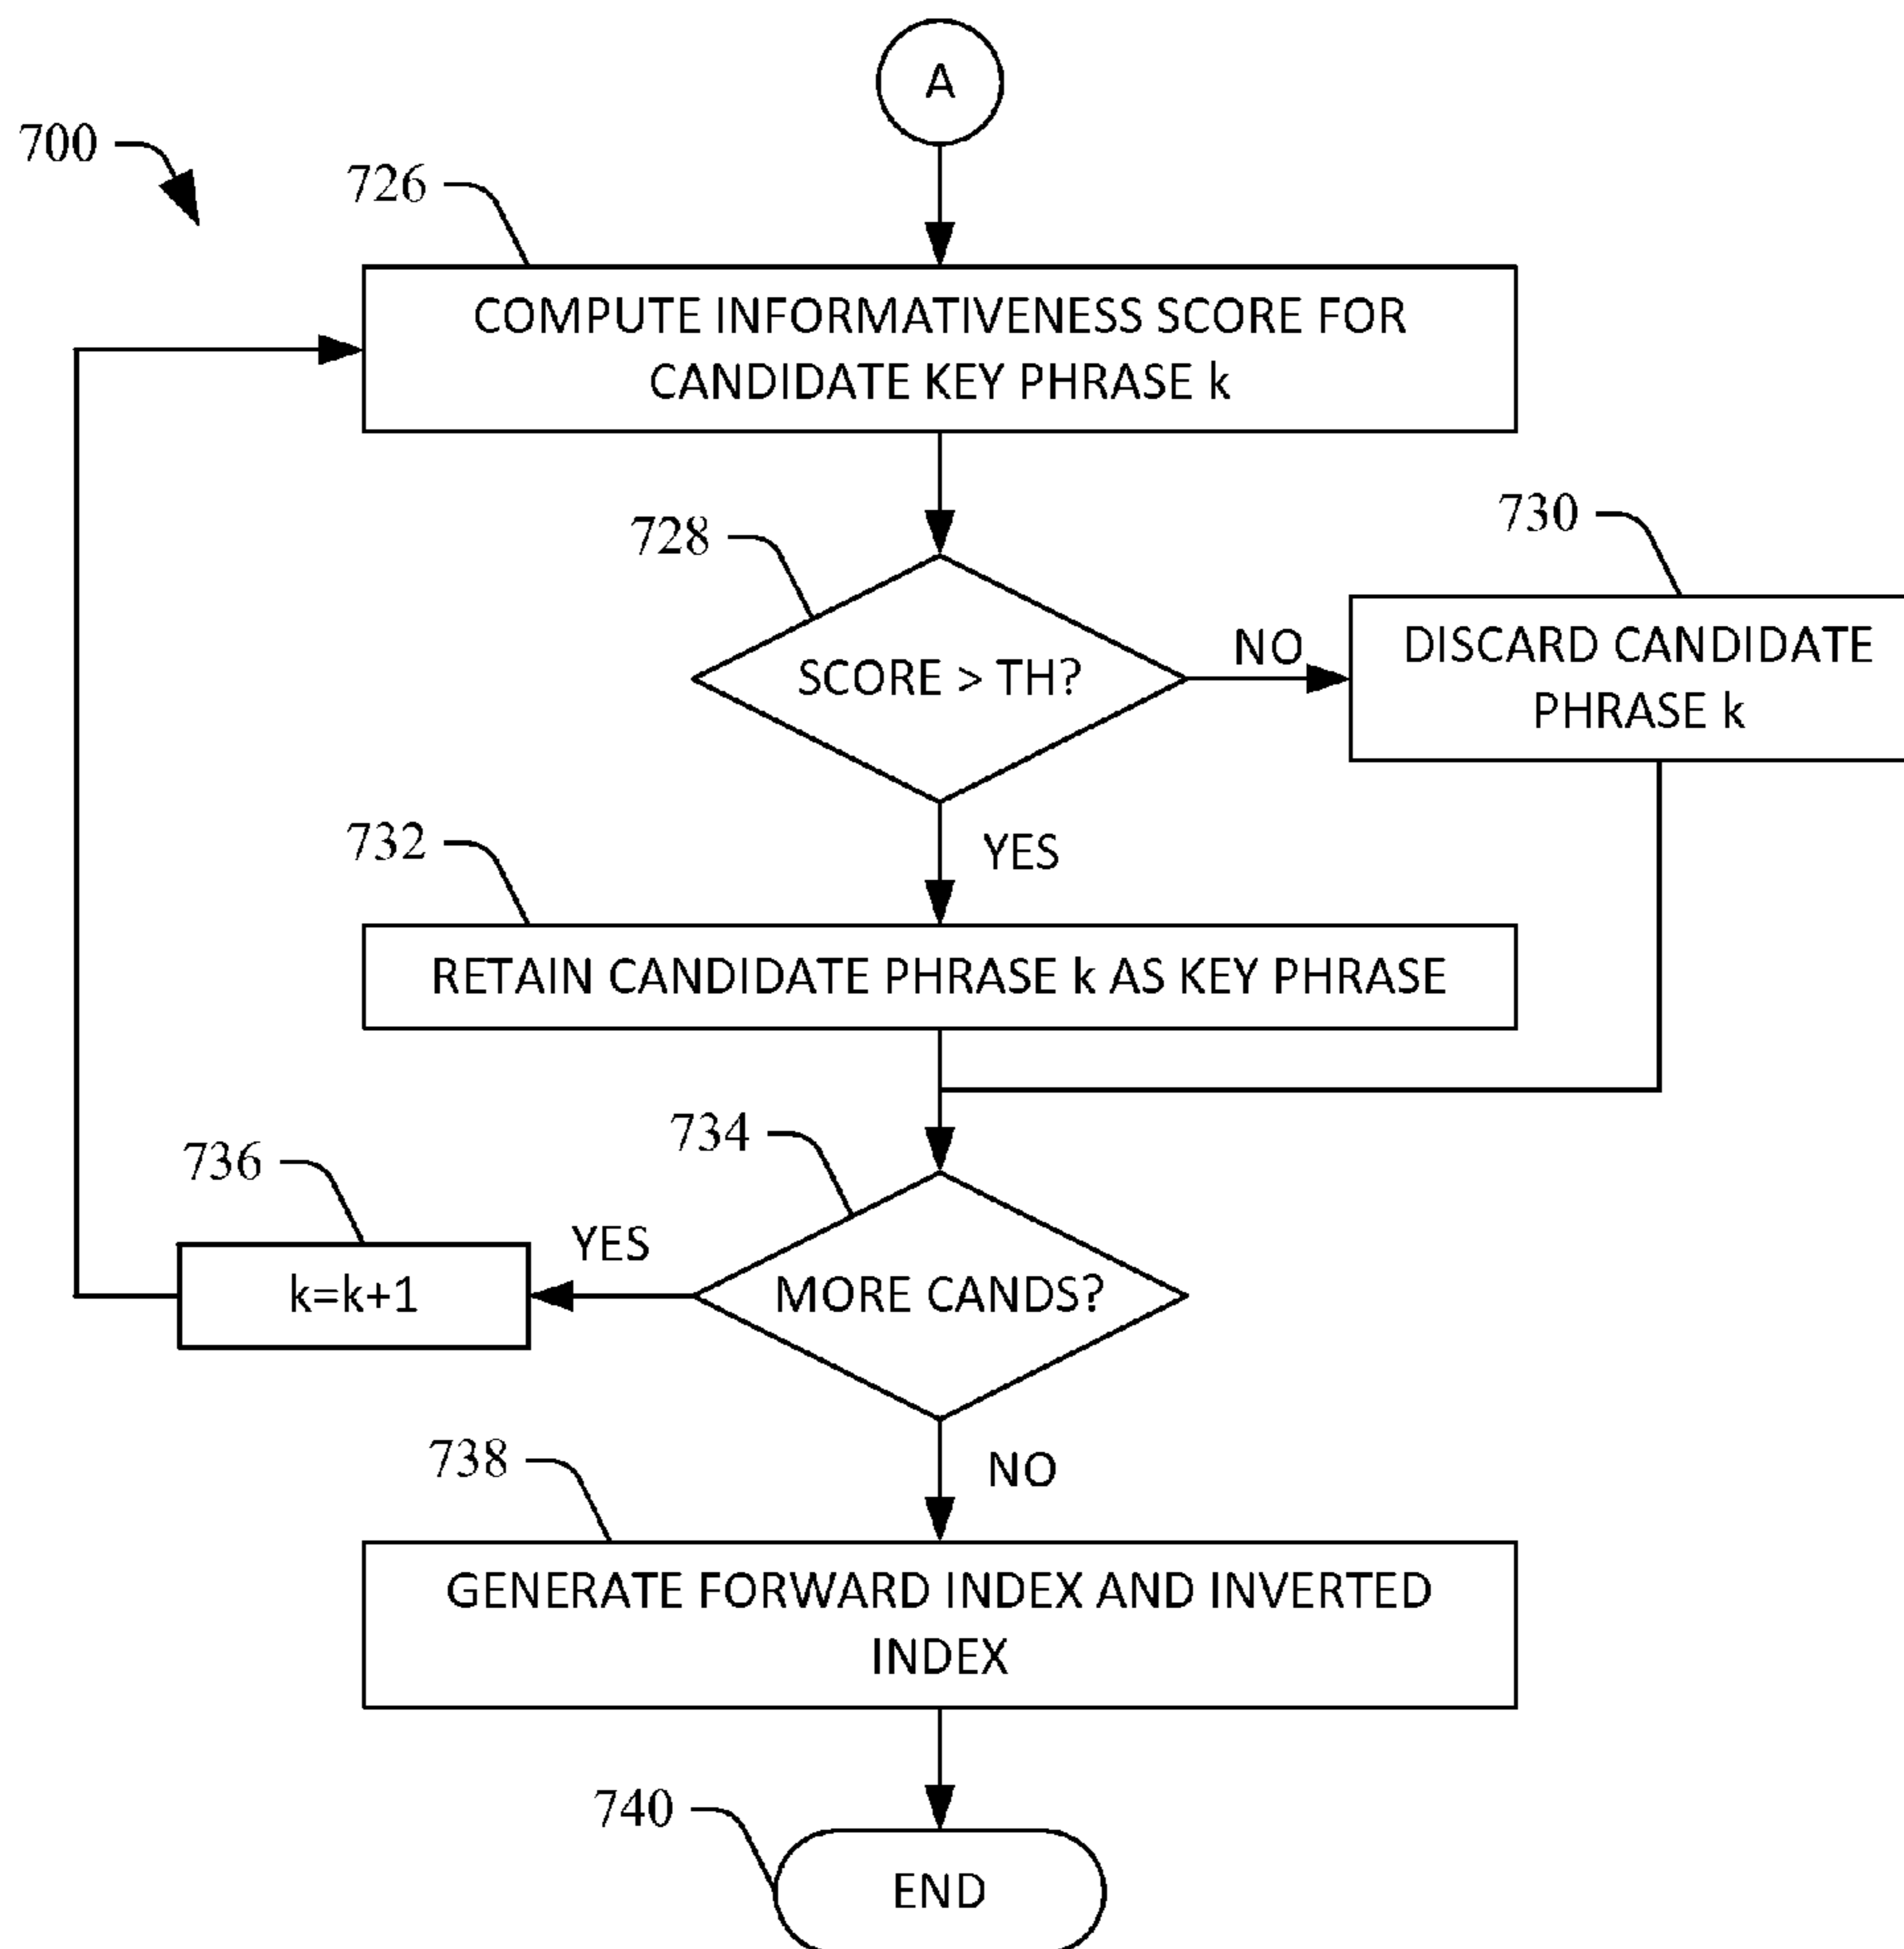 A
700
726
COMPUTE INFORMATIVENESS SCORE FOR
CANDIDATE KEY PHRASE k
728
SCORE > TH?
NO
730
DISCARD CANDIDATE
PHRASE k
YES
732
RETAIN CANDIDATE PHRASE k AS KEY PHRASE
734
MORE CANDS?
YES
736
k=k+1
NO
738
GENERATE FORWARD INDEX AND INVERTED
INDEX
740
END